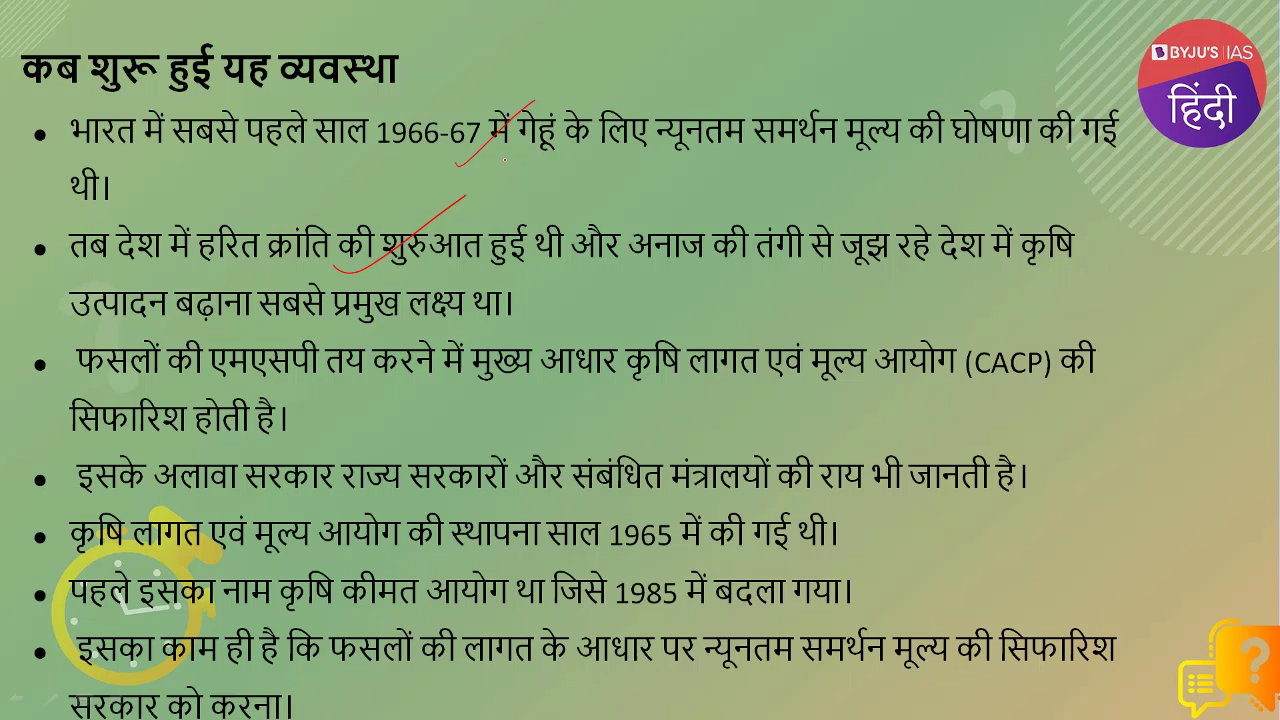 कब शुरू हुई यह व्यवस्था
BYJU'S IAS
हिंदी
● भारत में सबसे पहले साल 1966-67 में गेहूं के लिए न्यूनतम समर्थन मूल्य की घोषणा की गई
थी।
● तब देश में हरित क्रांति की शुरुआत हुई थी और अनाज की तंगी से जूझ रहे देश में कृषि
उत्पादन बढ़ाना सबसे प्रमुख लक्ष्य था।
● फसलों की एमएसपी तय करने में मुख्य आधार कृषि लागत एवं मूल्य आयोग (CACP) की
सिफारिश होती है।
● इसके अलावा सरकार राज्य सरकारों और संबंधित मंत्रालयों की राय भी जानती है।
● कृषि लागत एवं मूल्य आयोग की स्थापना साल 1965 में की गई थी।
● पहले इसका नाम कृषि कीमत आयोग था जिसे 1985 में बदला गया।
● इसका काम ही है कि फसलों की लागत के आधार पर न्यूनतम समर्थन मूल्य की सिफारिश
सरकार को करना।